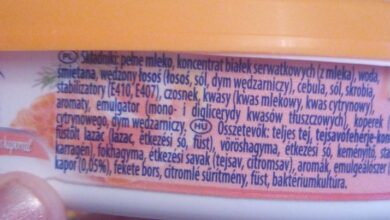 PL Składniki: pełne mleko, koncentrat białek serwatkowych (z mleka), woda,
śmietana, wędzony łosoś (łosoś, sól, dym wędzarniczy), cebula, sól, skrobia,
stabilizatory (E410, E407), czosnek, kwasy (kwas mlekowy, kwas cytrynowy),
aromaty, emulgator (mono- i diglicerydy kwasów tłuszczowych), koperek
cytrynowego, dym wędzarniczy. HU Összetevők: teljes tej, tejsavófehérje-kon
füstölt lazac (lazac, étkezési só, füst), vöröshagyma, étkezési só, keményítő,
karragén), fokhagyma, étkezési savak (tejsav, citromsav), aromák, emulgeálószer
kapor (0,05%), fekete bors, citromlé sűrítmény, füst, baktériumkultúra.